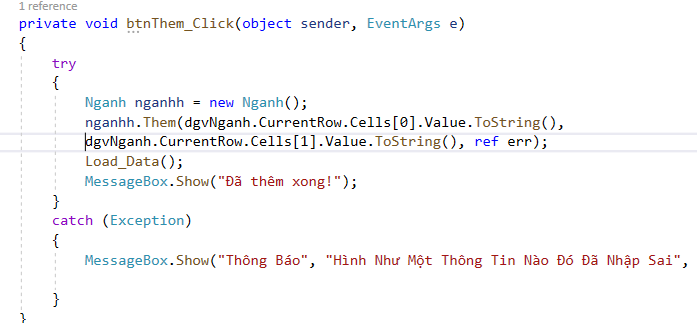 1 reference
private void btnThem_Click(object sender, EventArgs e)
{
try
{
Nganh nganhh = new Nganh();
nganhh.Them(dgvNganh.CurrentRow.Cells[0].Value.ToString(),
dgvNganh.CurrentRow.Cells[1].Value.ToString(), ref err);
Load_Data();
MessageBox.Show("Đã thêm xong!");
}
catch (Exception)
{
MessageBox.Show("Thông Báo", "Hình Như Một Thông Tin Nào Đó Đã Nhập Sai",
}
}